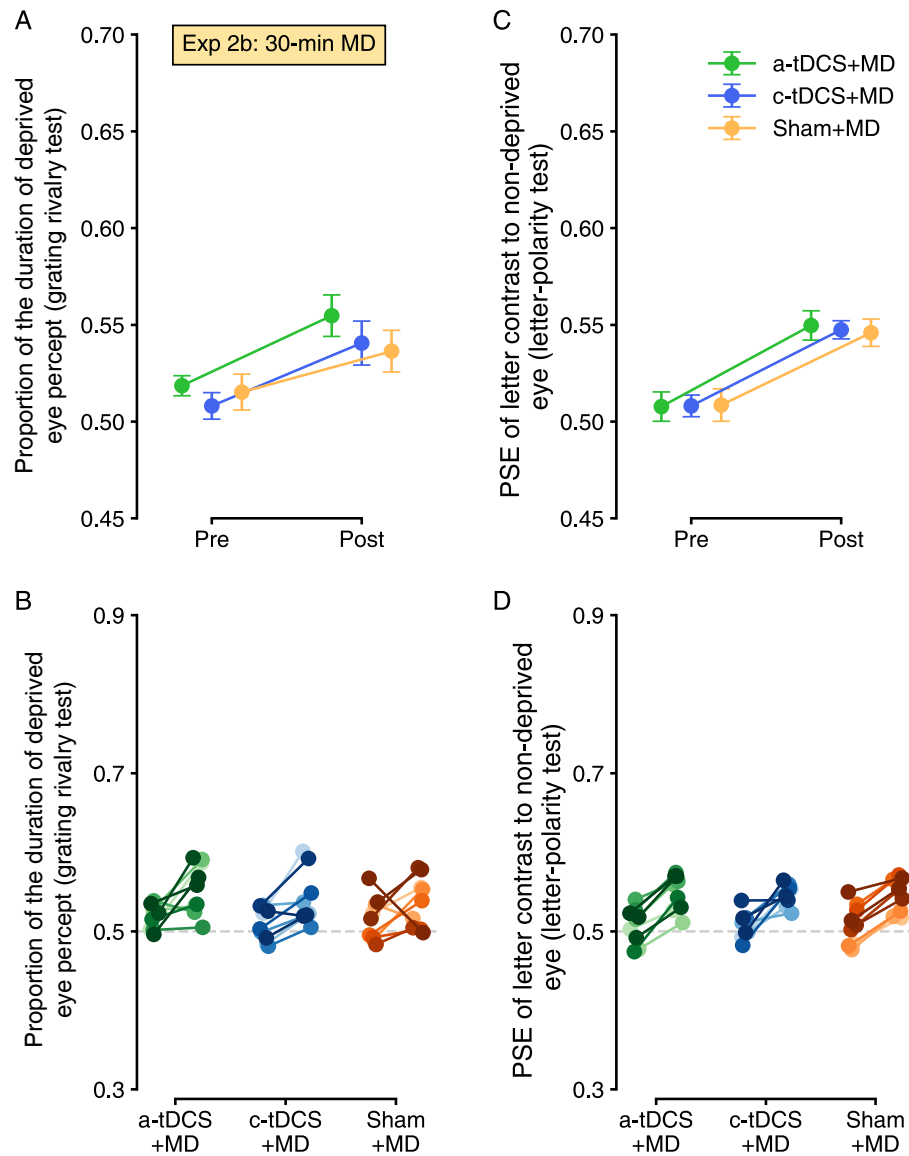 A
Exp 2b: 30-min MD
Proportion of the duration of deprived
eye percept (grating rivalry test)
0.70
0.65
0.60
0.55
0.50
0.45
Pre
Post
C
a-tDCS+MD
c-tDCS+MD
Sham+MD
PSE of letter contrast to non-deprived
eye (letter-polarity test)
0.70
0.65
0.60
0.55
0.50
0.45
Pre
Post
B
Proportion of the duration of deprived
eye percept (grating rivalry test)
0.9
0.7
0.5
0.3
a-tDCS
+MD
c-tDCS
+MD
Sham
+MD
D
PSE of letter contrast to non-deprived
eye (letter-polarity test)
0.9
0.7
0.5
0.3
a-tDCS
+MD
c-tDCS
+MD
Sham
+MD